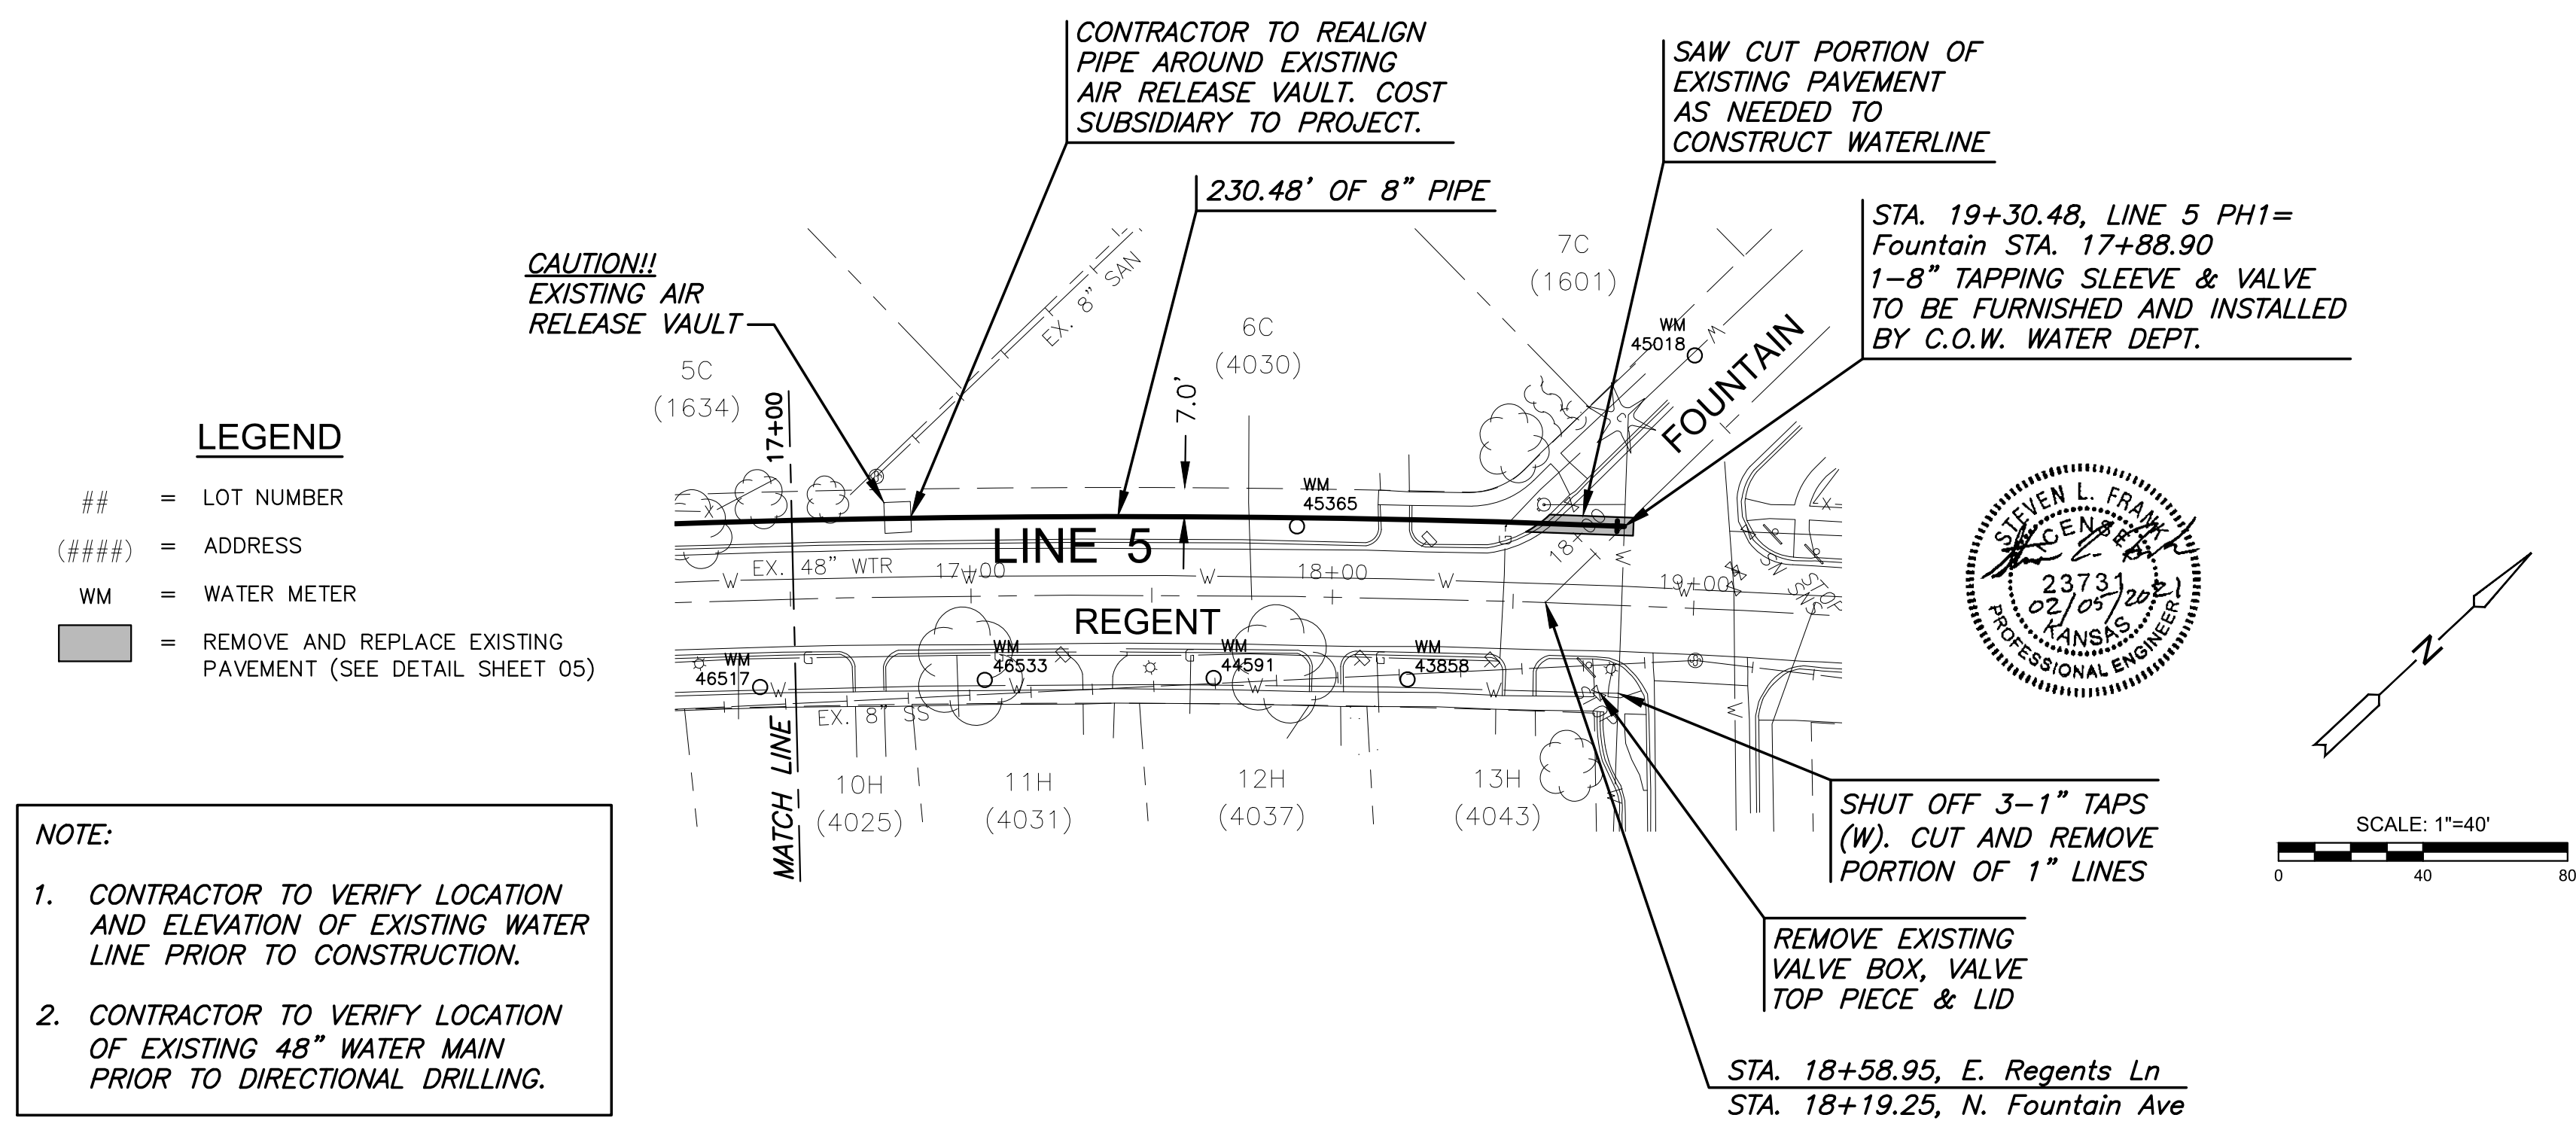 CONTRACTOR TO REALIGN
PIPE AROUND EXISTING
AIR RELEASE VAULT. COST
SUBSIDIARY TO PROJECT.
SAW CUT PORTION OF
EXISTING PAVEMENT
AS NEEDED TO
CONSTRUCT WATERLINE
230.48' OF 8" PIPE
STA. 19+30.48, LINE 5 PH1=
Fountain STA. 17+88.90
1-8" TAPPING SLEEVE & VALVE
TO BE FURNISHED AND INSTALLED
BY C.O.W. WATER DEPT.
CAUTION!!
EXISTING AIR
RELEASE VAULT
EX. 8" SAN
7C
(1601)
6C
(4030)
5C
(1634)
17+00
7.0'
WM
45018
W
FOUNTAIN
WM
45365
LINE 5
18+00
EX. 48" WTR
W
17+00
W
18+00
W
19+00
W
W
REGENT
WM
46517
W
G
WM
46533
W
G
WM
44591
W
G
WM
43858
W
W
EX. 8" SS
MATCH LINE
10H
(4025)
11H
(4031)
12H
(4037)
13H
(4043)
W
LEGEND
## = LOT NUMBER
(####) = ADDRESS
WM = WATER METER
= REMOVE AND REPLACE EXISTING
PAVEMENT (SEE DETAIL SHEET 05)
NOTE:
1. CONTRACTOR TO VERIFY LOCATION
AND ELEVATION OF EXISTING WATER
LINE PRIOR TO CONSTRUCTION.
2. CONTRACTOR TO VERIFY LOCATION
OF EXISTING 48" WATER MAIN
PRIOR TO DIRECTIONAL DRILLING.
STEVEN L. FRANK
LICENSED
23731
02/05/2021
KANSAS
PROFESSIONAL ENGINEER
N
SCALE: 1"=40'
0 40 80
SHUT OFF 3-1" TAPS
(W). CUT AND REMOVE
PORTION OF 1" LINES
REMOVE EXISTING
VALVE BOX, VALVE
TOP PIECE & LID
STA. 18+58.95, E. Regents Ln
STA. 18+19.25, N. Fountain Ave